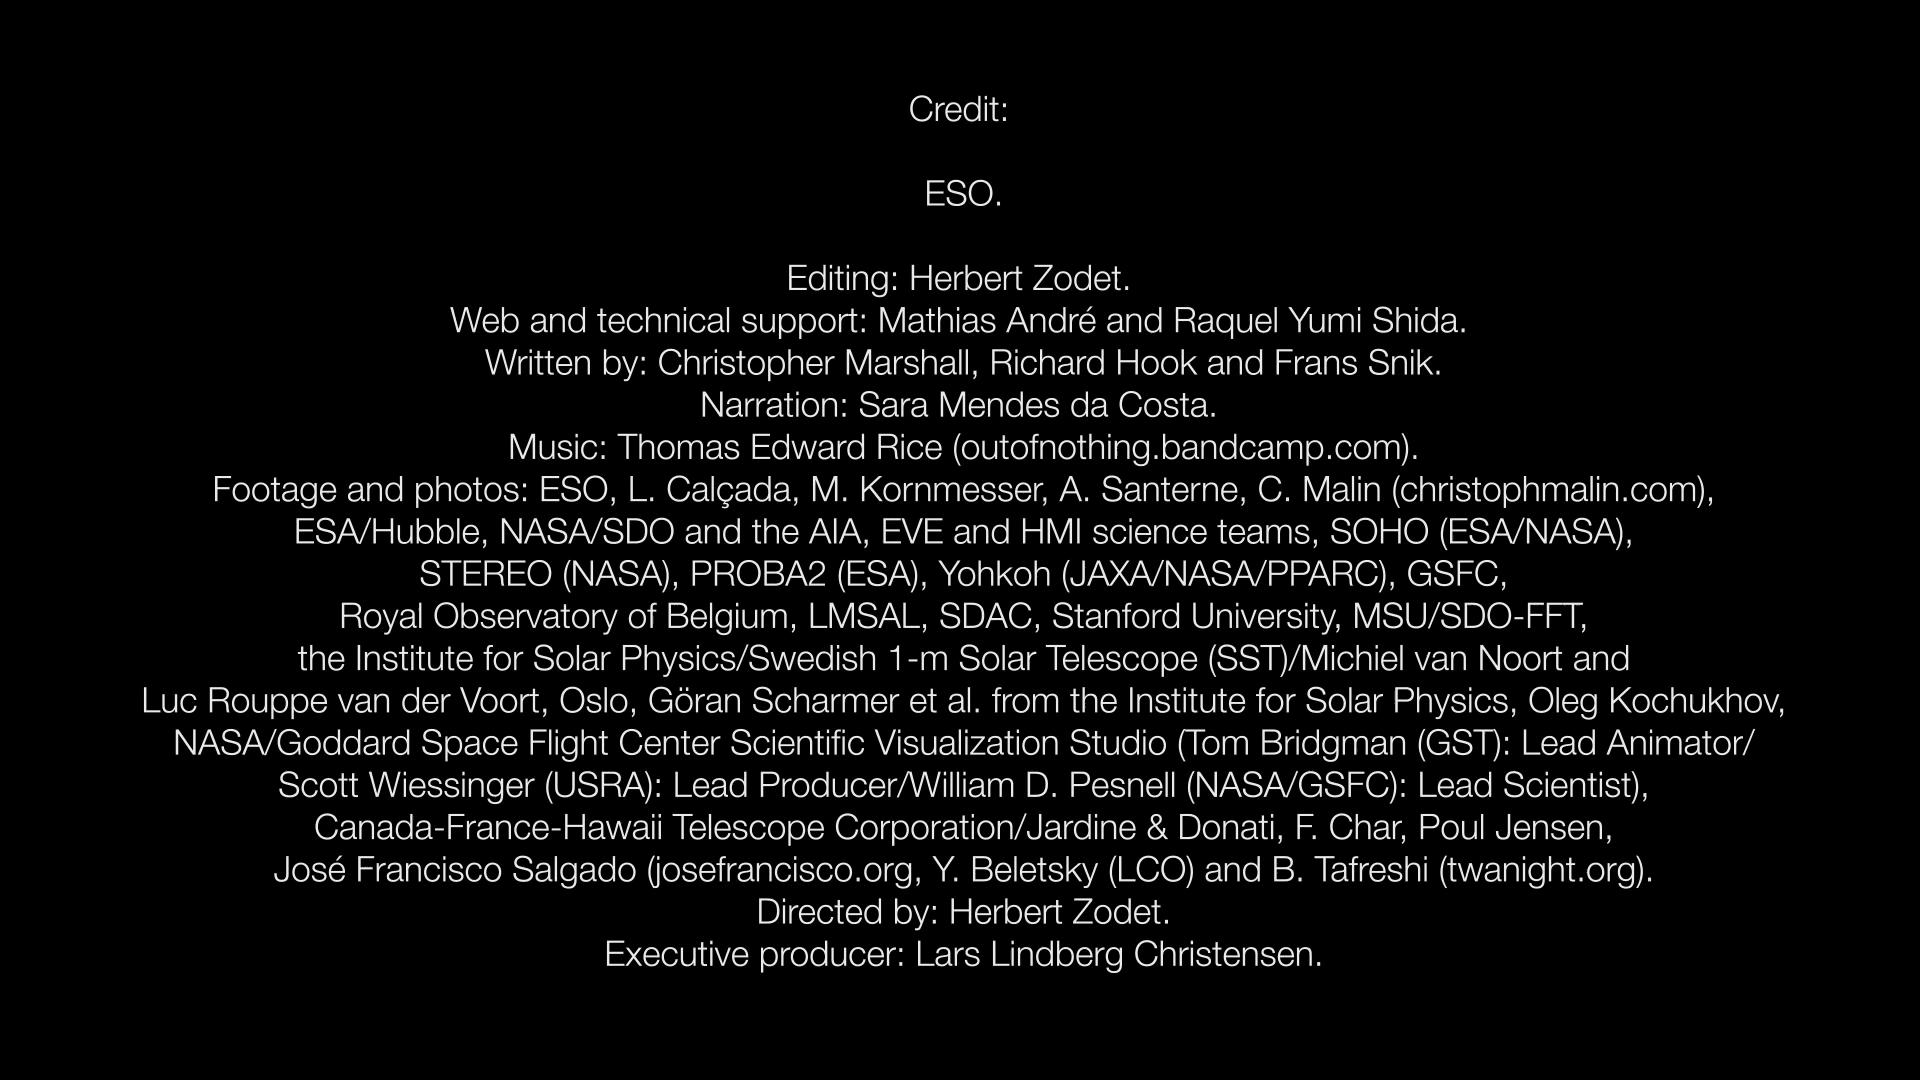 Credit:
ESO.
Editing: Herbert Zodet.
Web and technical support: Mathias André and Raquel Yumi Shida.
Written by: Christopher Marshall, Richard Hook and Frans Snik.
Narration: Sara Mendes da Costa.
Music: Thomas Edward Rice (outofnothing.bandcamp.com).
Footage and photos: ESO, L. Calçada, M. Kornmesser, A. Santerne, C. Malin (christophmalin.com),
ESA/Hubble, NASA/SDO and the AIA, EVE and HMI science teams, SOHO (ESA/NASA),
STEREO (NASA), PROBA2 (ESA), Yohkoh (JAXA/NASA/PPARC), GSFC,
Royal Observatory of Belgium, LMSAL, SDAC, Stanford University, MSU/SDO-FFT,
the Institute for Solar Physics/Swedish 1-m Solar Telescope (SST)/Michiel van Noort and
Luc Rouppe van der Voort, Oslo, Göran Scharmer et al. from the Institute for Solar Physics, Oleg Kochukhov,
NASA/Goddard Space Flight Center Scientific Visualization Studio (Tom Bridgman (GST): Lead Animator/
Scott Wiessinger (USRA): Lead Producer/William D. Pesnell (NASA/GSFC): Lead Scientist),
Canada-France-Hawaii Telescope Corporation/Jardine & Donati, F. Char, Poul Jensen,
José Francisco Salgado (josefrancisco.org, Y. Beletsky (LCO) and B. Tafreshi (twanight.org).
Directed by: Herbert Zodet.
Executive producer: Lars Lindberg Christensen.